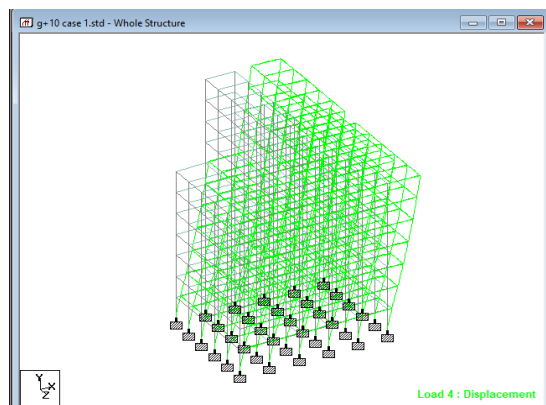 g+10 case 1.std - Whole Structure
Y
X
Z
Load 4 : Displacement